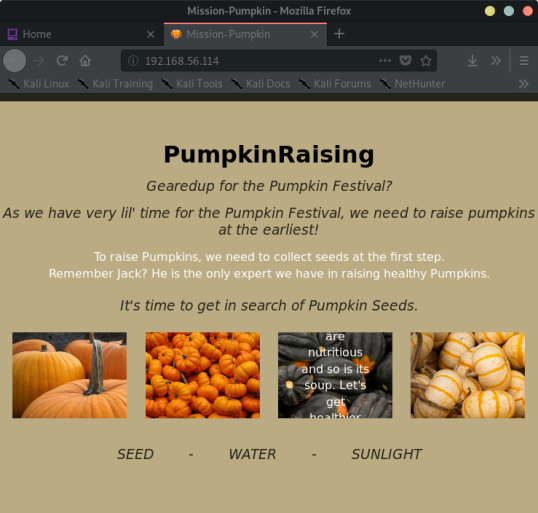 Mission-Pumpkin - Mozilla Firefox
Home
Mission-Pumpkin
192.168.56.114
Kali Linux Kali Training Kali Tools Kali Docs Kali Forums NetHunter
PumpkinRaising
Gearedup for the Pumpkin Festival?
As we have very lil' time for the Pumpkin Festival, we need to raise pumpkins
at the earliest!
To raise Pumpkins, we need to collect seeds at the first step.
Remember Jack? He is the only expert we have in raising healthy Pumpkins.
It's time to get in search of Pumpkin Seeds.
are
nutritious
and so is its
soup. Let's
get
healthier
SEED - WATER - SUNLIGHT